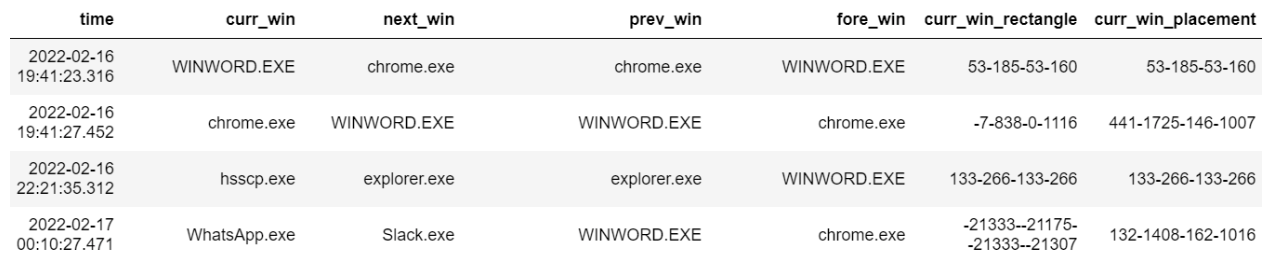 time curr_win next_win prev_win fore_win curr_win_rectangle curr_win_placement
2022-02-16
19:41:23.316 WINWORD.EXE chrome.exe chrome.exe WINWORD.EXE 53-185-53-160 53-185-53-160
2022-02-16
19:41:27.452 chrome.exe WINWORD.EXE WINWORD.EXE chrome.exe -7-838-0-1116 441-1725-146-1007
2022-02-16
22:21:35.312 hsscp.exe explorer.exe explorer.exe WINWORD.EXE 133-266-133-266 133-266-133-266
2022-02-17 -21333--21175-
00:10:27.471 WhatsApp.exe Slack.exe WINWORD.EXE chrome.exe -21333--21307 132-1408-162-1016